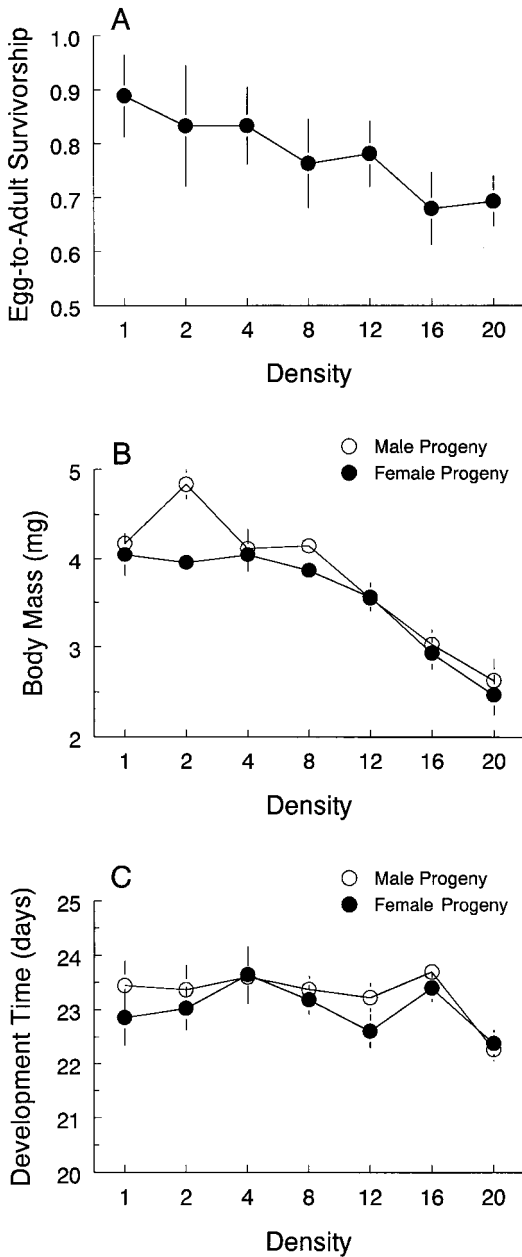 A
Egg-to-Adult Survivorship
1.0
0.9
0.8
0.7
0.6
0.5
1 2 4 8 12 16 20
Density
B
Male Progeny
Female Progeny
Body Mass (mg)
5
4
3
2
1 2 4 8 12 16 20
Density
C
Male Progeny
Female Progeny
Development Time (days)
25
24
23
22
21
20
1 2 4 8 12 16 20
Density